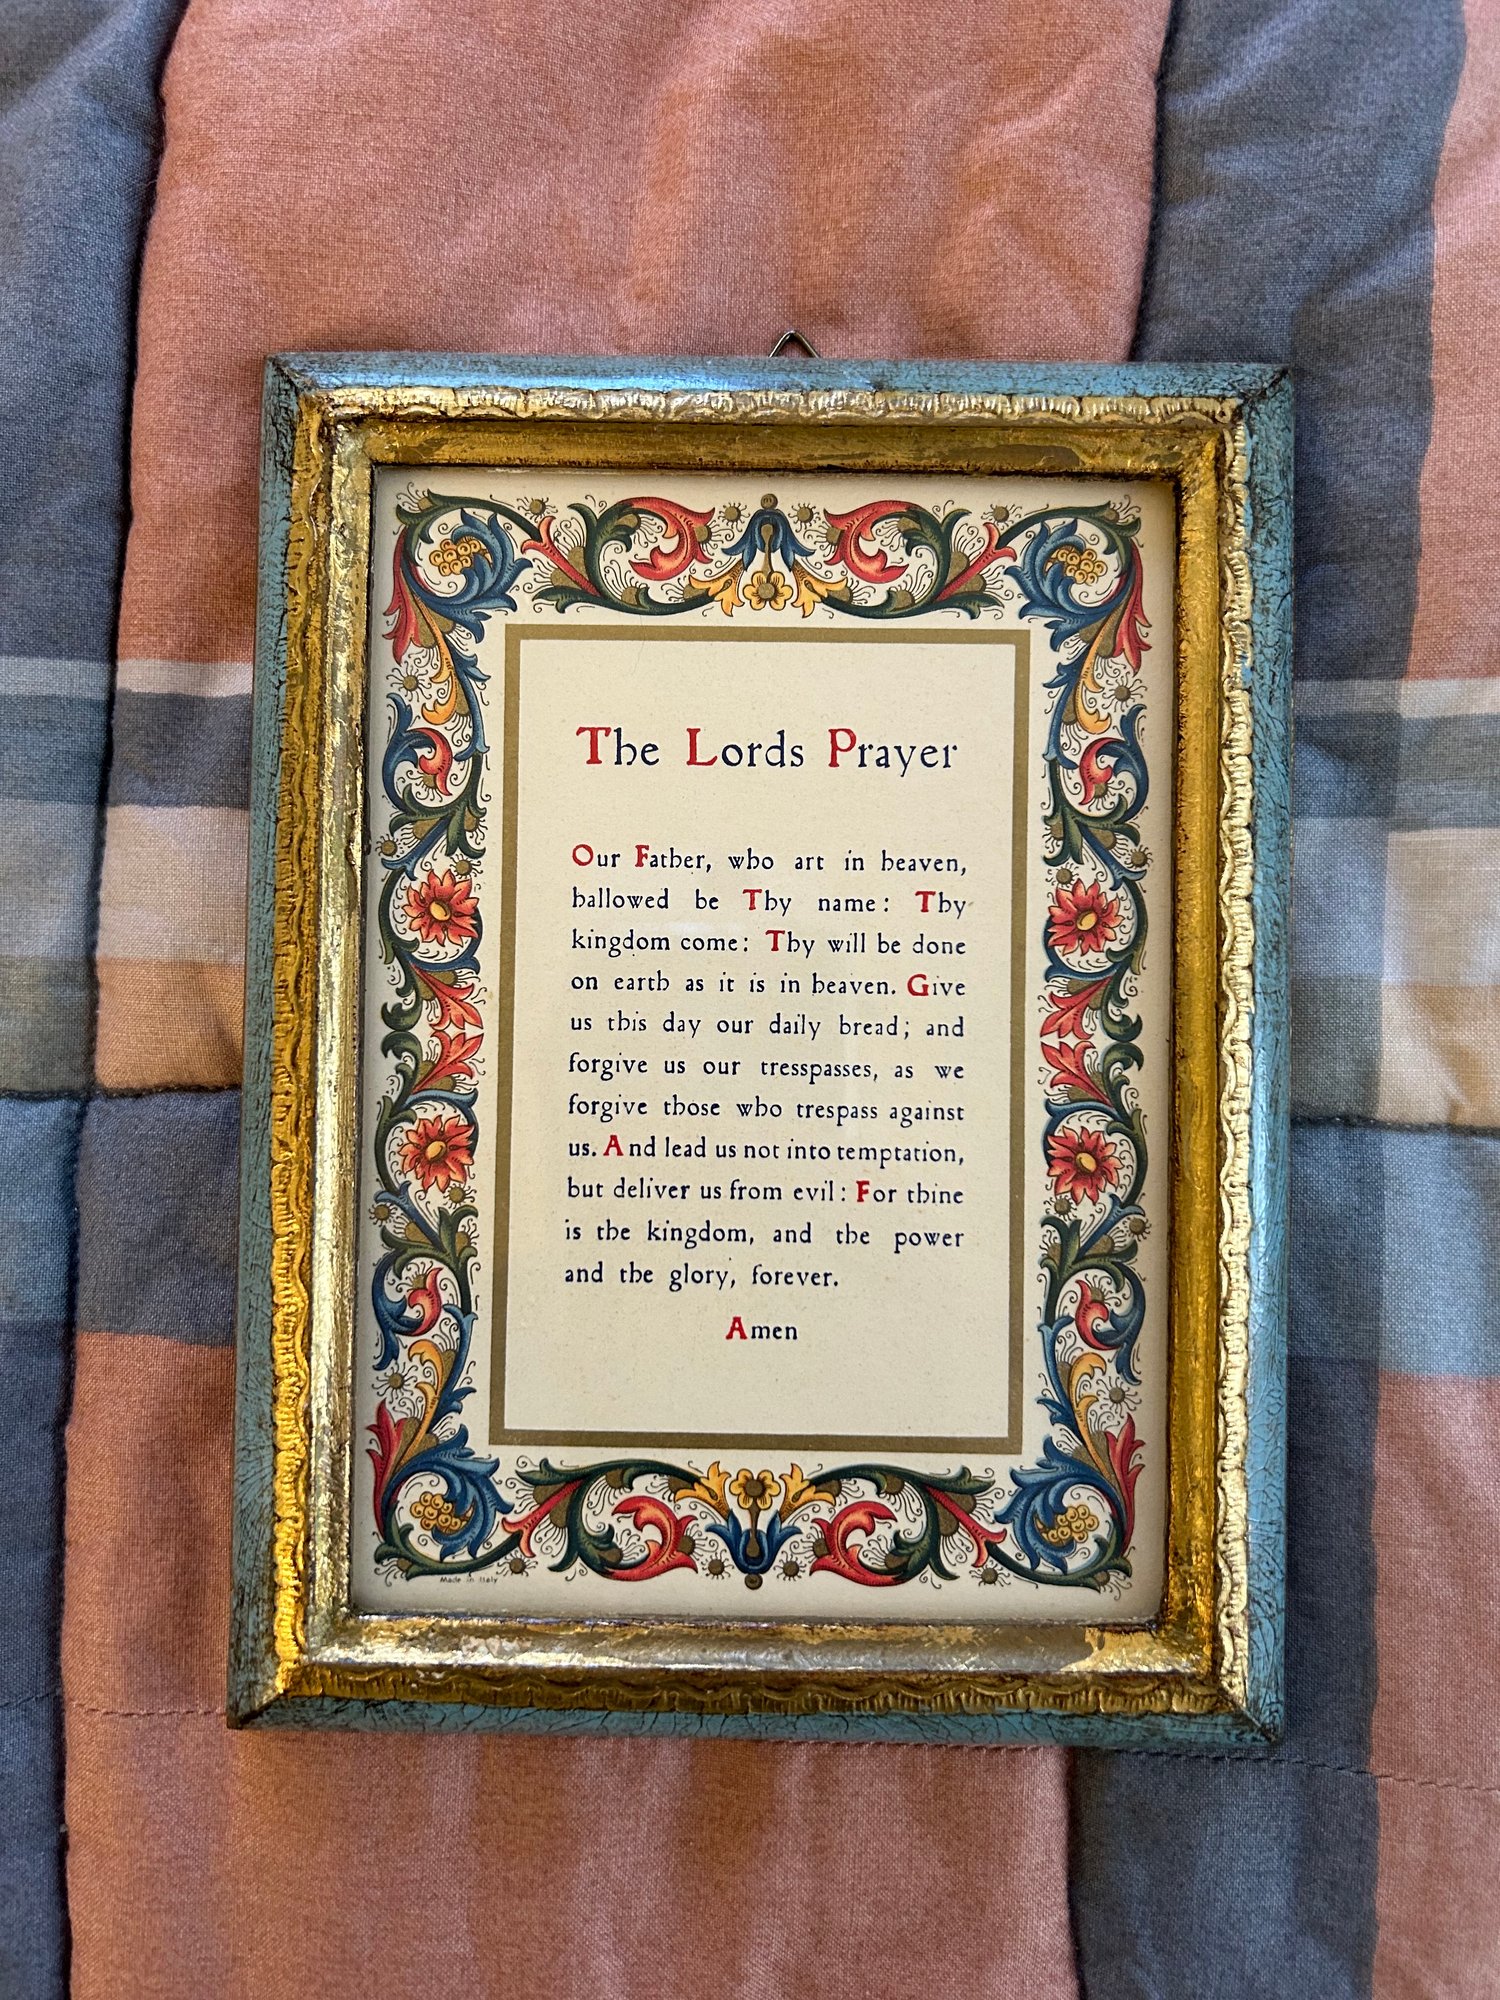 The Lords Prayer
Our Father, who art in heaven,
hallowed be Thy name: Thy
kingdom come: Thy will be done
on earth as it is in heaven. Give
us this day our daily bread; and
forgive us our tresspasses, as we
forgive those who trespass against
us. And lead us not into temptation,
but deliver us from evil: For thine
is the kingdom, and the power
and the glory, forever.
Amen
Made in Italy